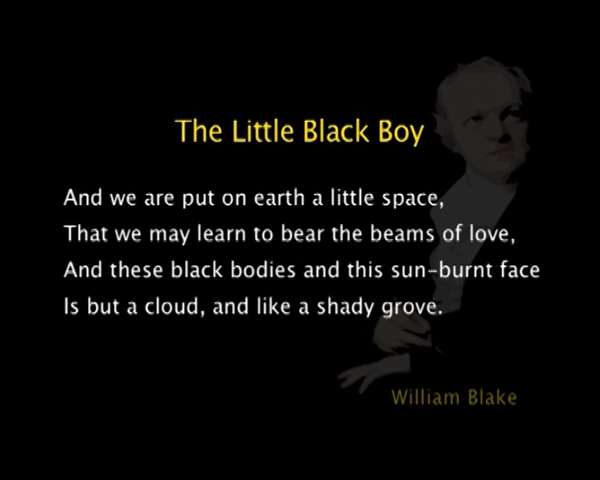 The Little Black Boy
And we are put on earth a little space,
That we may learn to bear the beams of love,
And these black bodies and this sun-burnt face
Is but a cloud, and like a shady grove.
William Blake